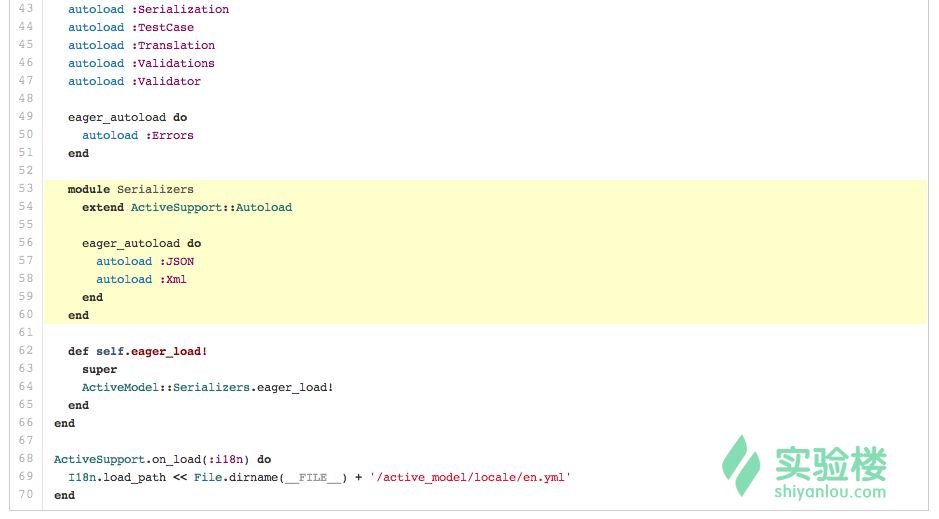 43 autoload :Serialization
44 autoload :TestCase
45 autoload :Translation
46 autoload :Validations
47 autoload :Validator
48
49 eager_autoload do
50 autoload :Errors
51 end
52
53 module Serializers
54 extend ActiveSupport::Autoload
55
56 eager_autoload do
57 autoload :JSON
58 autoload :Xml
59 end
60 end
61
62 def self.eager_load!
63 super
64 ActiveModel::Serializers.eager_load!
65 end
66 end
67
68 ActiveSupport.on_load(:i18n) do
69 I18n.load_path << File.dirname(__FILE__) + '/active_model/locale/en.yml'
70 end
实验楼
shiyanlou.com